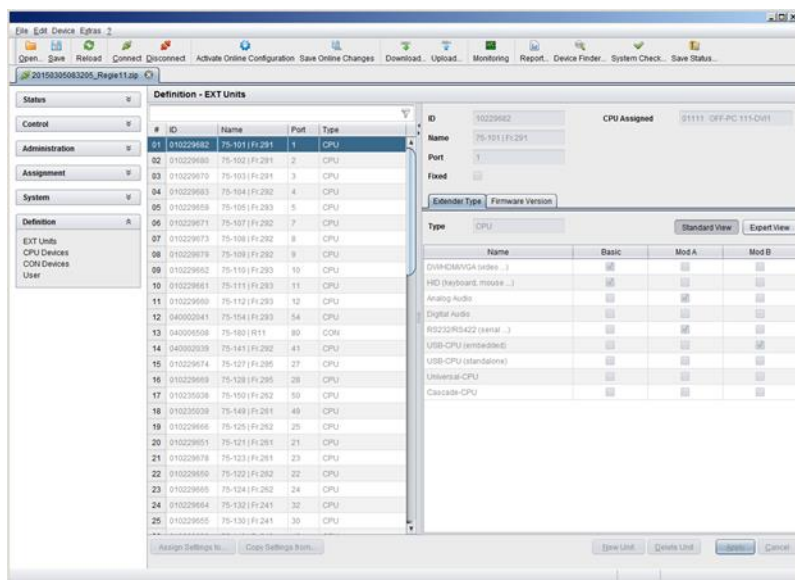 File Edit Device Extras ?
Open... Save Reload Connect Disconnect Activate Online Configuration Save Online Changes Download... Upload... Monitoring Report... Device Finder... System Check... Save Status...
20150305083205_Regie11.zip
Status
Control
Administration
Assignment
System
Definition
EXT Units
CPU Devices
CON Devices
User
Definition - EXT Units
# ID Name Port Type
01 010229682 75-101 | Fr.291 1 CPU
02 010229680 75-102 | Fr.291 2 CPU
03 010229670 75-103 | Fr.291 3 CPU
04 010229683 75-104 | Fr.292 4 CPU
05 010229659 75-105 | Fr.293 5 CPU
06 010229671 75-107 | Fr.292 7 CPU
07 010229673 75-108 | Fr.292 8 CPU
08 010229679 75-109 | Fr.292 9 CPU
09 010229662 75-110 | Fr.293 10 CPU
10 010229661 75-111 | Fr.293 11 CPU
11 010229660 75-112 | Fr.293 12 CPU
12 040002041 75-154 | Fr.293 54 CPU
13 040006508 75-180 | R11 80 CON
14 040002039 75-141 | Fr.292 41 CPU
15 010229674 75-127 | Fr.295 27 CPU
16 010229669 75-128 | Fr.295 28 CPU
17 010235036 75-150 | Fr.262 50 CPU
18 010235039 75-149 | Fr.261 49 CPU
19 010229666 75-125 | Fr.262 25 CPU
20 010229651 75-121 | Fr.261 21 CPU
21 010229678 75-123 | Fr.261 23 CPU
22 010229650 75-122 | Fr.262 22 CPU
23 010229665 75-124 | Fr.262 24 CPU
24 010229664 75-132 | Fr.241 32 CPU
25 010229655 75-130 | Fr.241 30 CPU
Assign Settings to... Copy Settings from...
ID 10229682 CPU Assigned 01111 OFF-PC 111-DVI1
Name 75-101 | Fr.291
Port 1
Fixed
Extender Type Firmware Version
Type CPU Standard View Expert View
Name Basic Mod A Mod B
DVI/HDMI/VGA (video ...)
HID (keyboard, mouse ...)
Analog Audio
Digital Audio
RS232/RS422 (serial ...)
USB-CPU (embedded)
USB-CPU (standalone)
Universal-CPU
Cascade-CPU
New Unit Delete Unit Apply Cancel